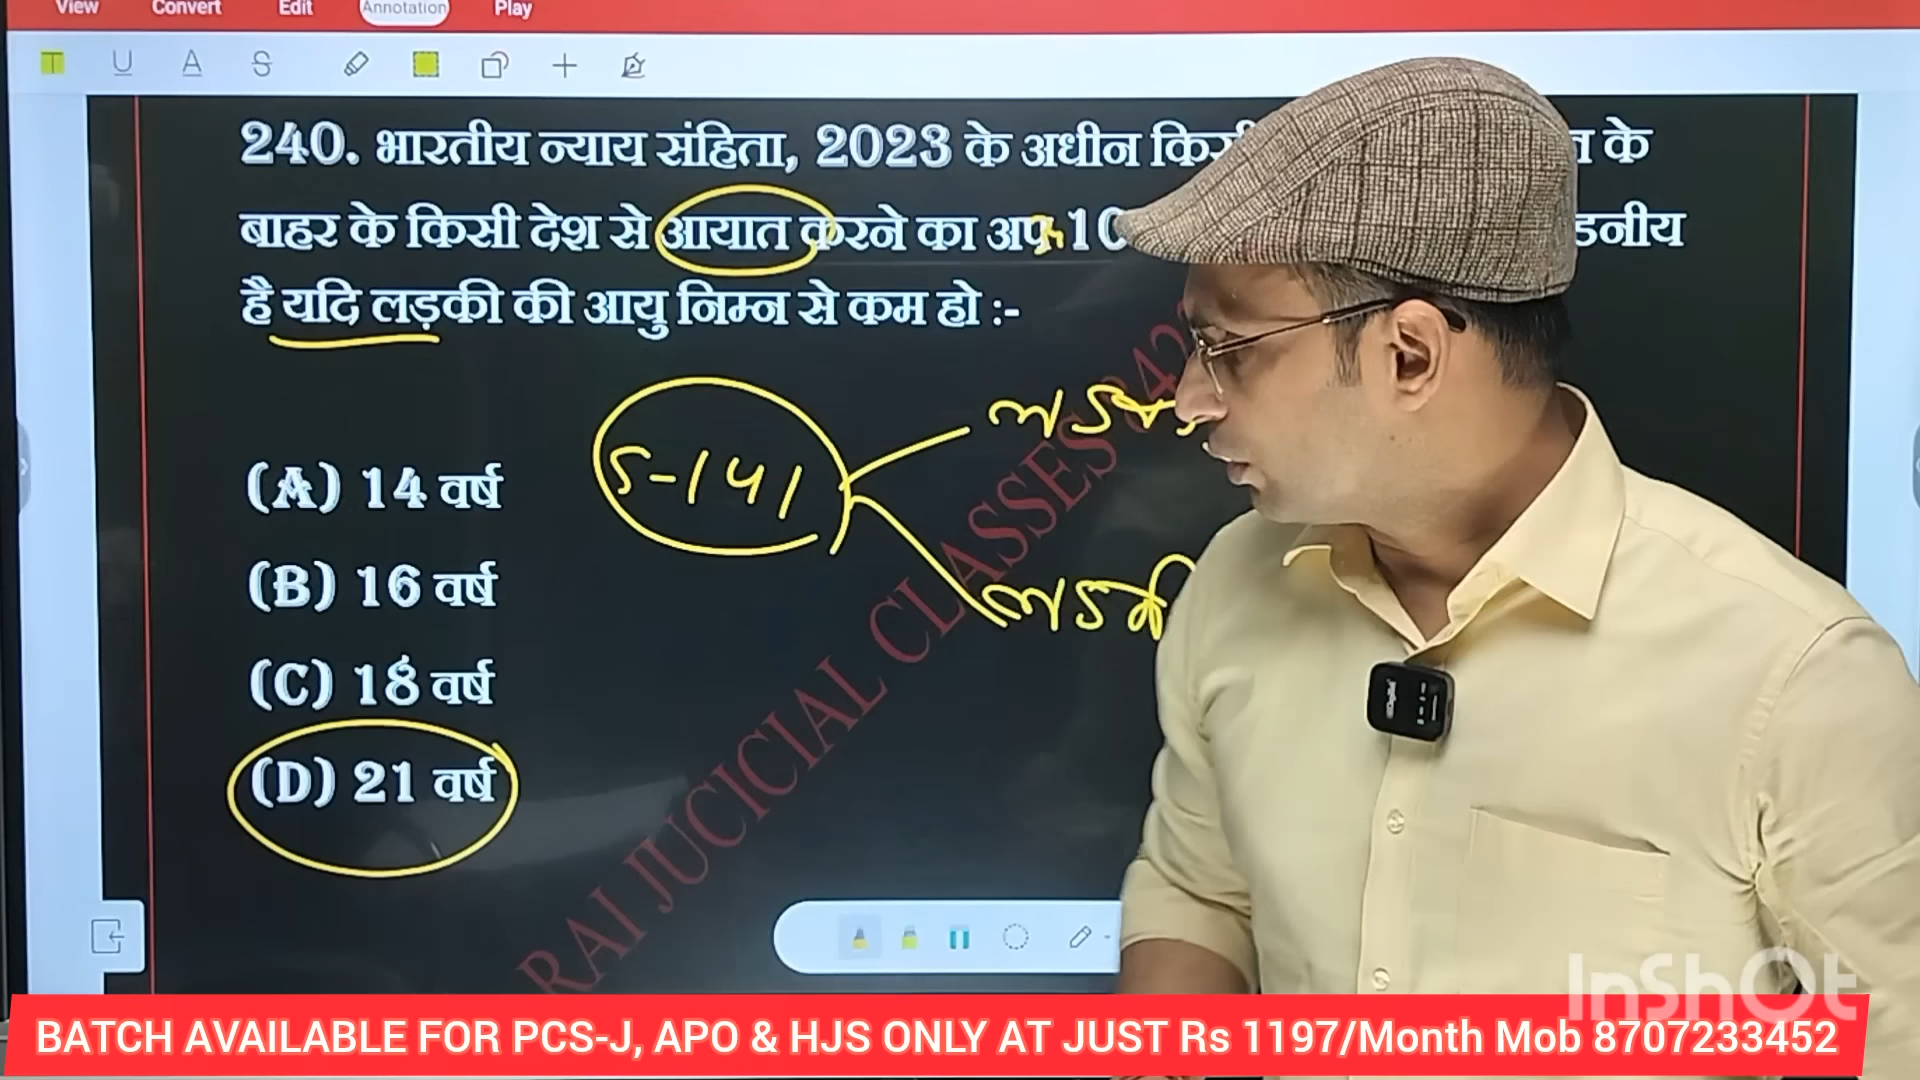 View Convert Edit Annotation Play
T U A S
240. भारतीय न्याय संहिता, 2023 के अधीन के
बाहर के किसी देश से आयात करने का 10
है यदि लड़की की आयु निम्न से कम हो :-
S-141
(A) 14 वर्ष
(B) 16 वर्ष
(C) 18 वर्ष
(D) 21 वर्ष
RAI JUCICIAL CLASSES
InShOt
BATCH AVAILABLE FOR PCS-J, APO & HJS ONLY AT JUST Rs 1197/Month Mob 8707233452